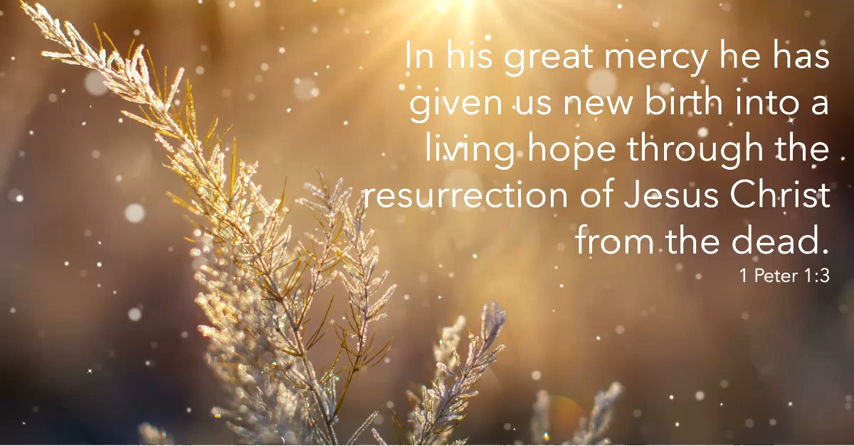 In his great mercy he has
given us new birth into a
living hope through the
resurrection of Jesus Christ
from the dead.
1 Peter 1:3